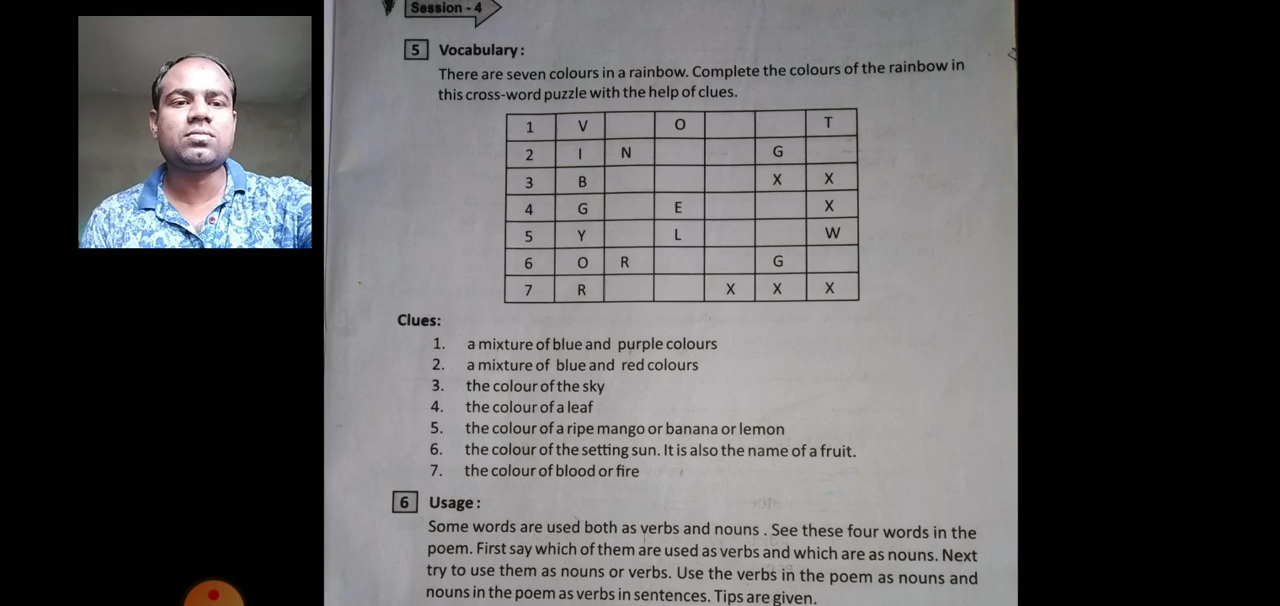 Session - 4
5 Vocabulary :
There are seven colours in a rainbow. Complete the colours of the rainbow in
this cross-word puzzle with the help of clues.
1 V O T
2 I N G
3 B X X
4 G E X
5 Y L W
6 O R G
7 R X X X
Clues:
1. a mixture of blue and purple colours
2. a mixture of blue and red colours
3. the colour of the sky
4. the colour of a leaf
5. the colour of a ripe mango or banana or lemon
6. the colour of the setting sun. It is also the name of a fruit.
7. the colour of blood or fire
6 Usage :
Some words are used both as verbs and nouns . See these four words in the
poem. First say which of them are used as verbs and which are as nouns. Next
try to use them as nouns or verbs. Use the verbs in the poem as nouns and
nouns in the poem as verbs in sentences. Tips are given.